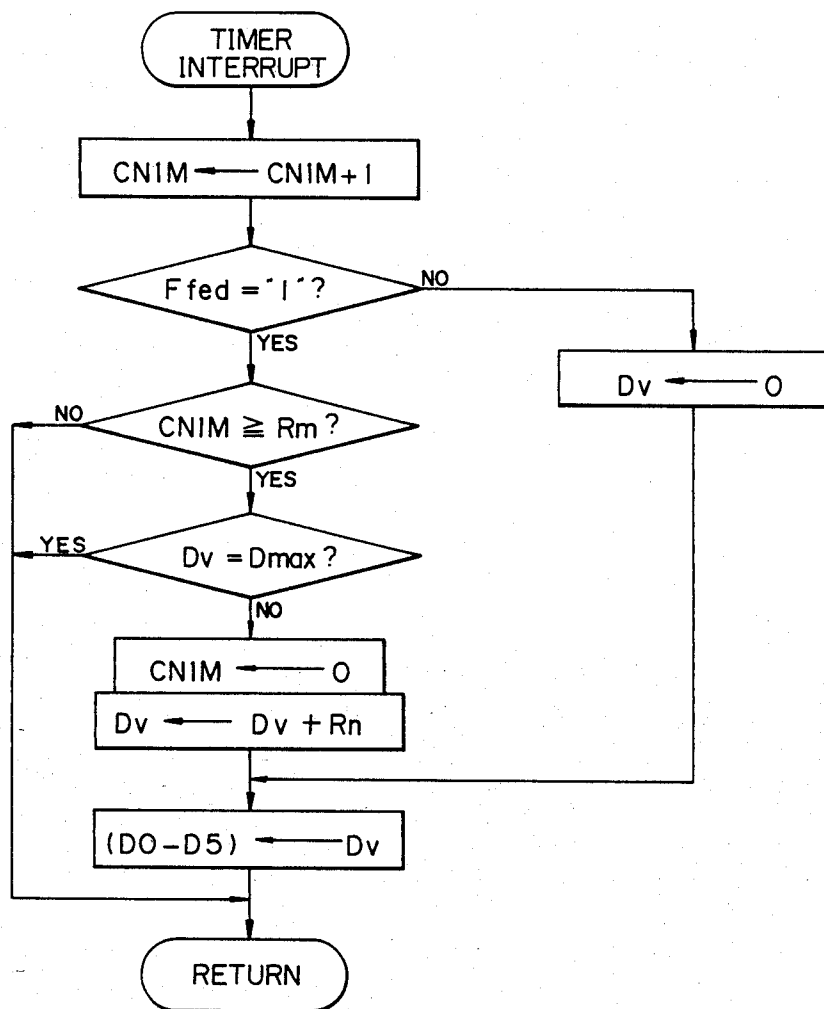 TIMER
INTERRUPT
CN1M ← CN1M+1
Ffed = "1"?
NO
YES
Dv ← 0
CN1M ≧ Rm?
NO
YES
Dv = Dmax?
YES
NO
CN1M ← 0
Dv ← Dv + Rn
(D0-D5) ← Dv
RETURN